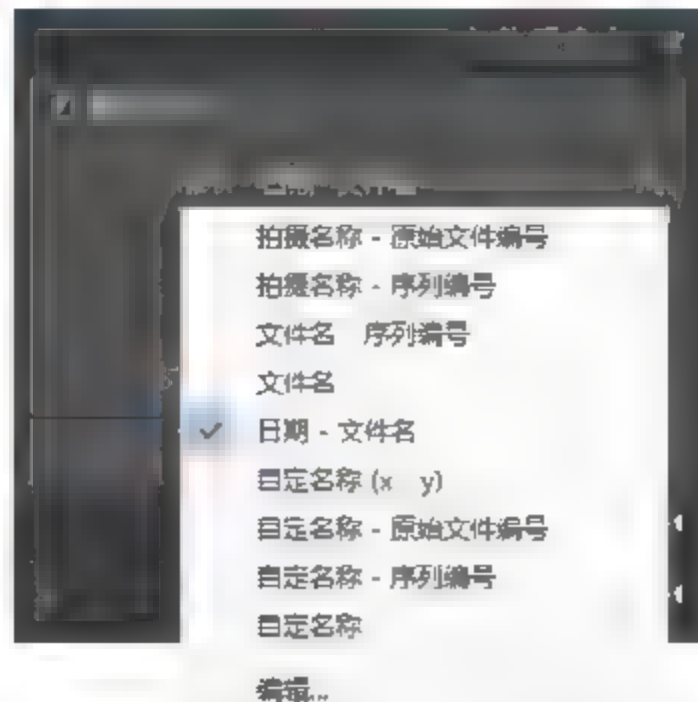 拍摄名称 - 原始文件编号
拍摄名称 - 序列编号
文件名 序列编号
文件名
日期 - 文件名
自定名称 (x y)
自定名称 - 原始文件编号
自定名称 - 序列编号
自定名称
编辑...